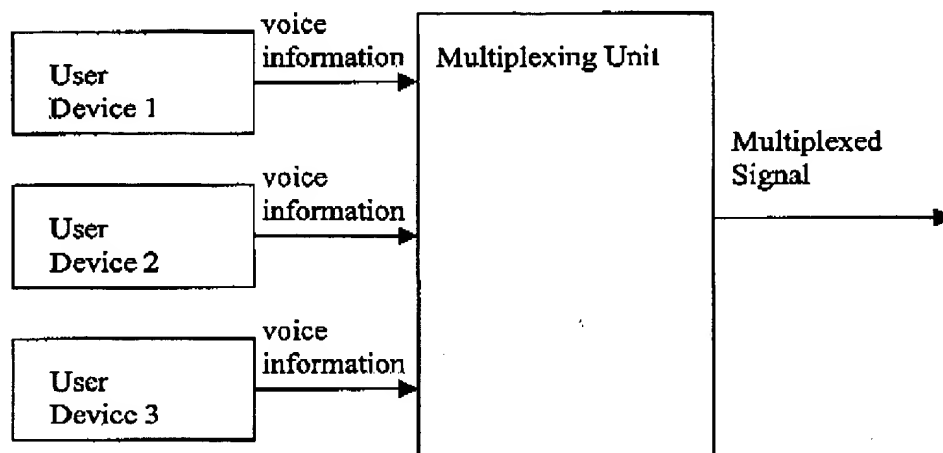 voice
information
User
Device 1
Multiplexing Unit
voice
information
User
Device 2
Multiplexed
Signal
voice
information
User
Device 3